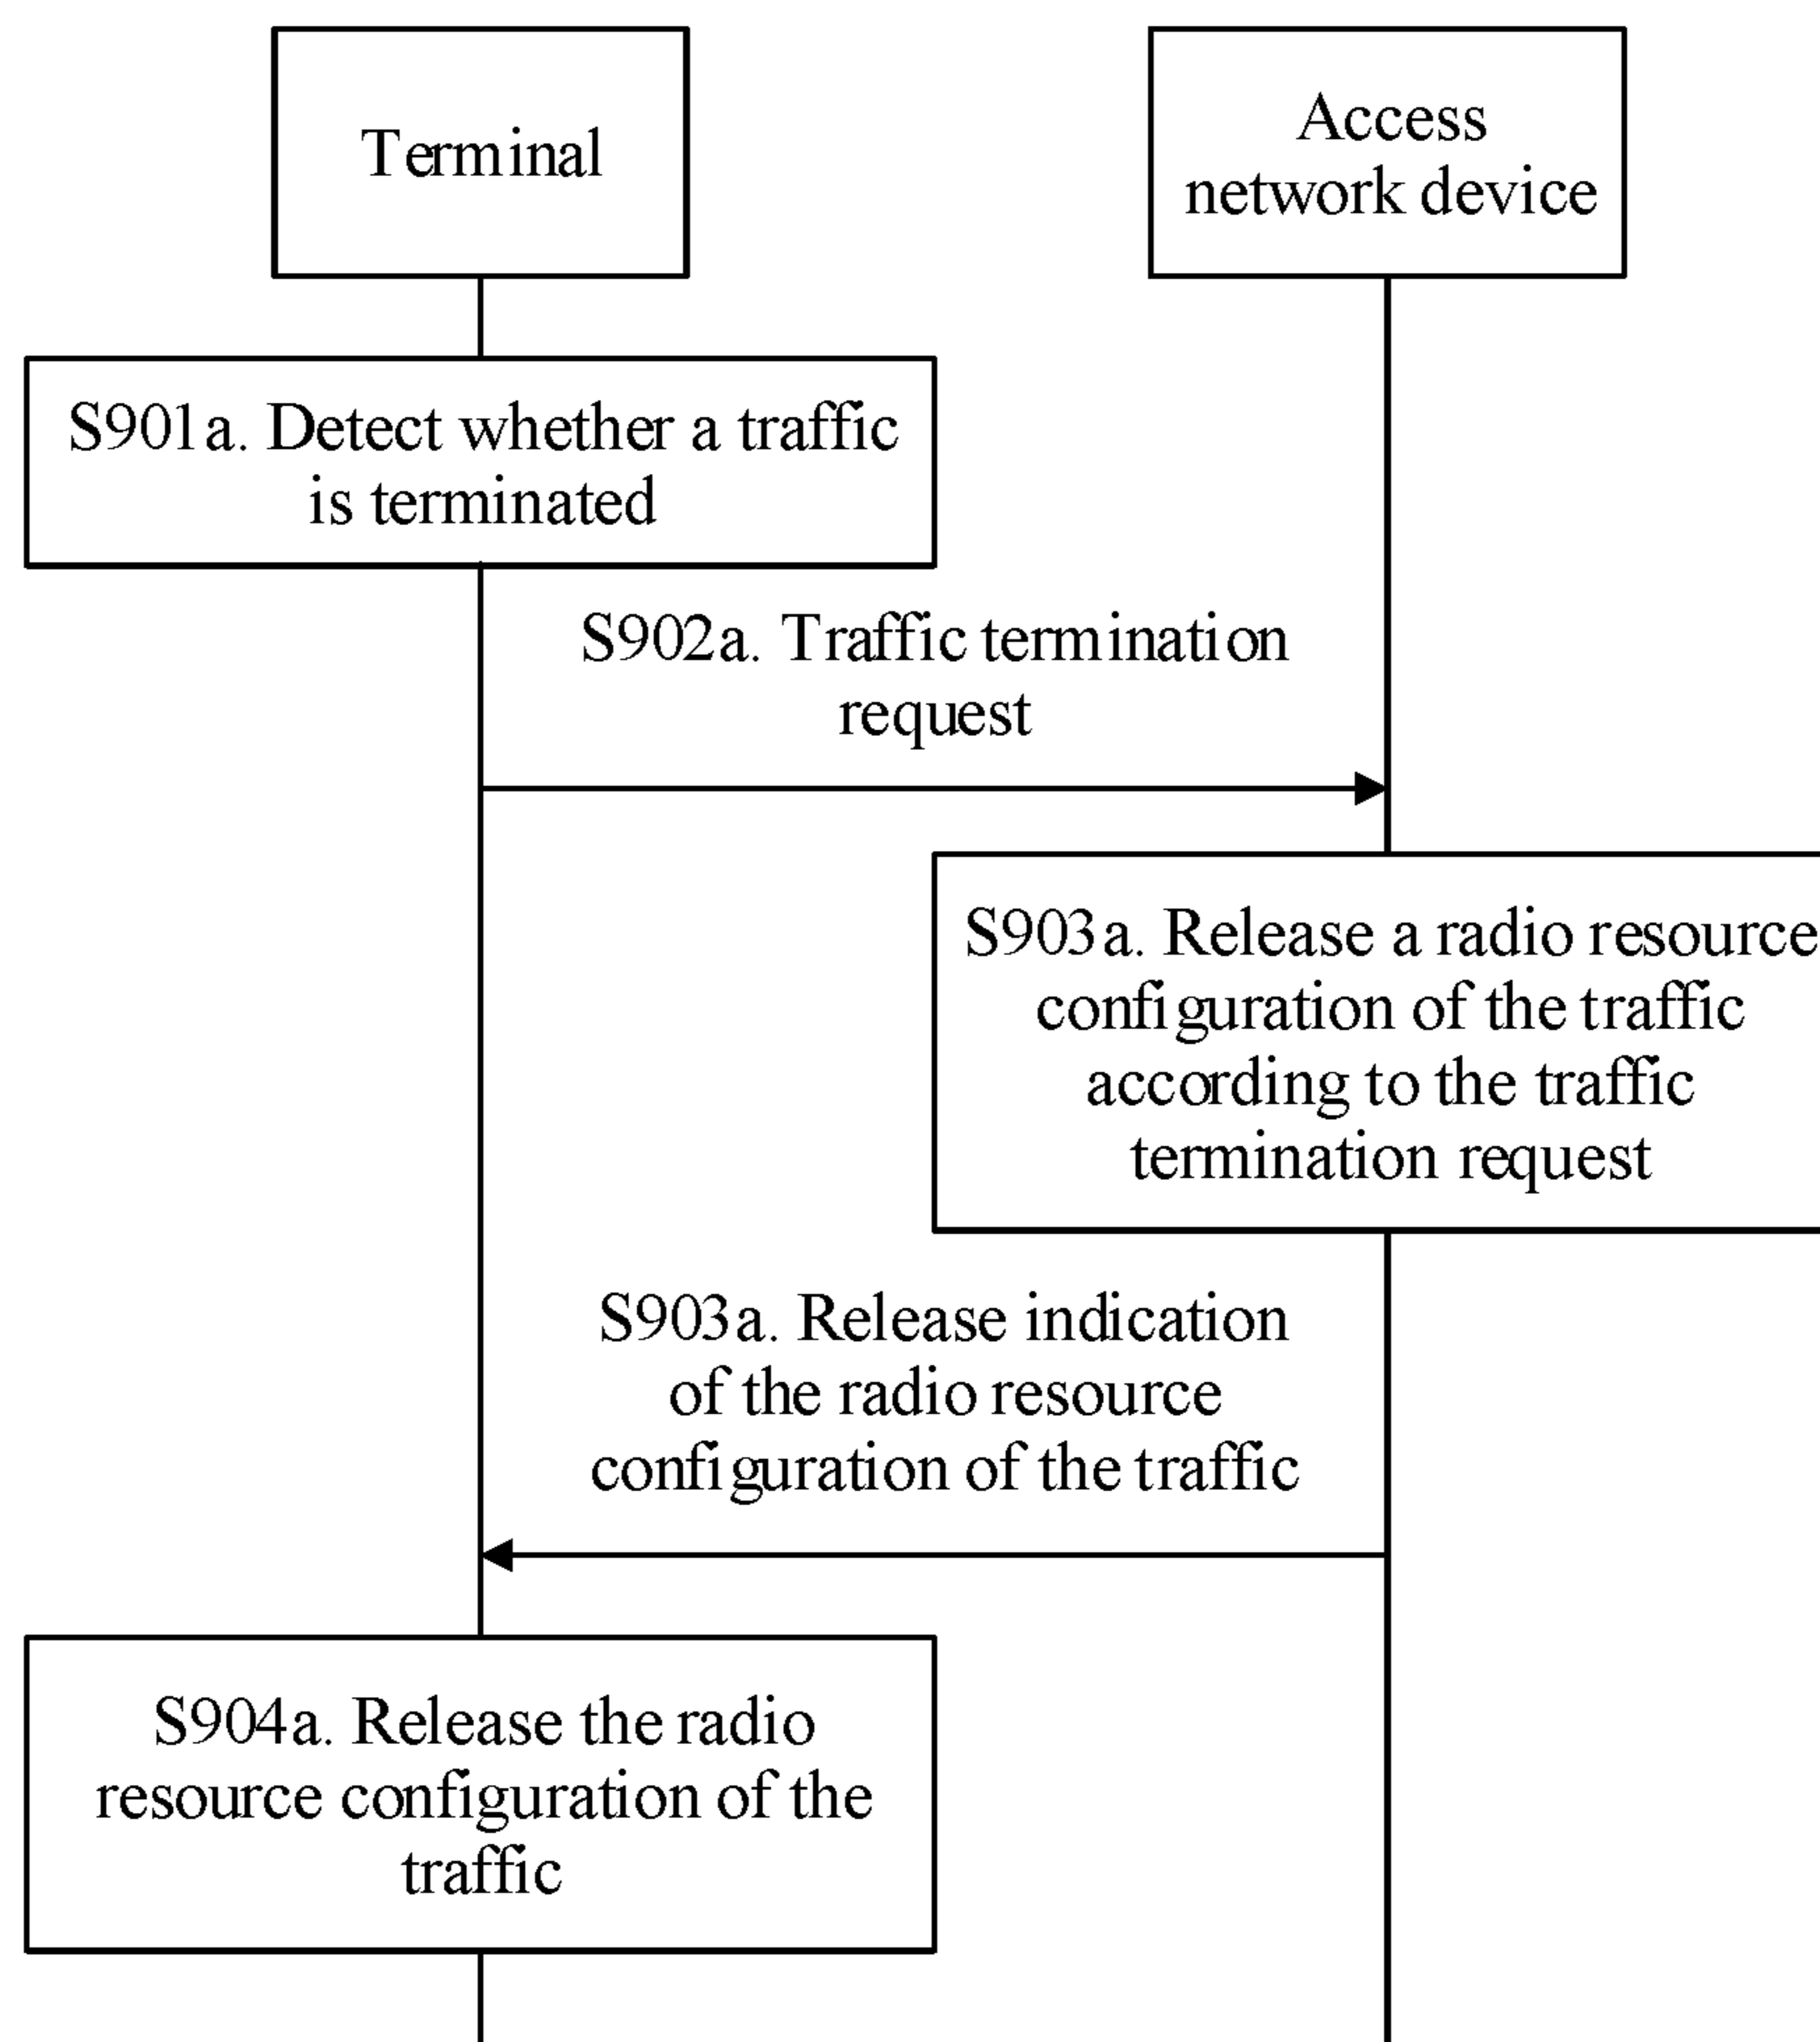 Terminal
Access
network device
S901a. Detect whether a traffic
is terminated
S902a. Traffic termination
request
S903a. Release a radio resource
configuration of the traffic
according to the traffic
termination request
S903a. Release indication
of the radio resource
configuration of the traffic
S904a. Release the radio
resource configuration of the
traffic